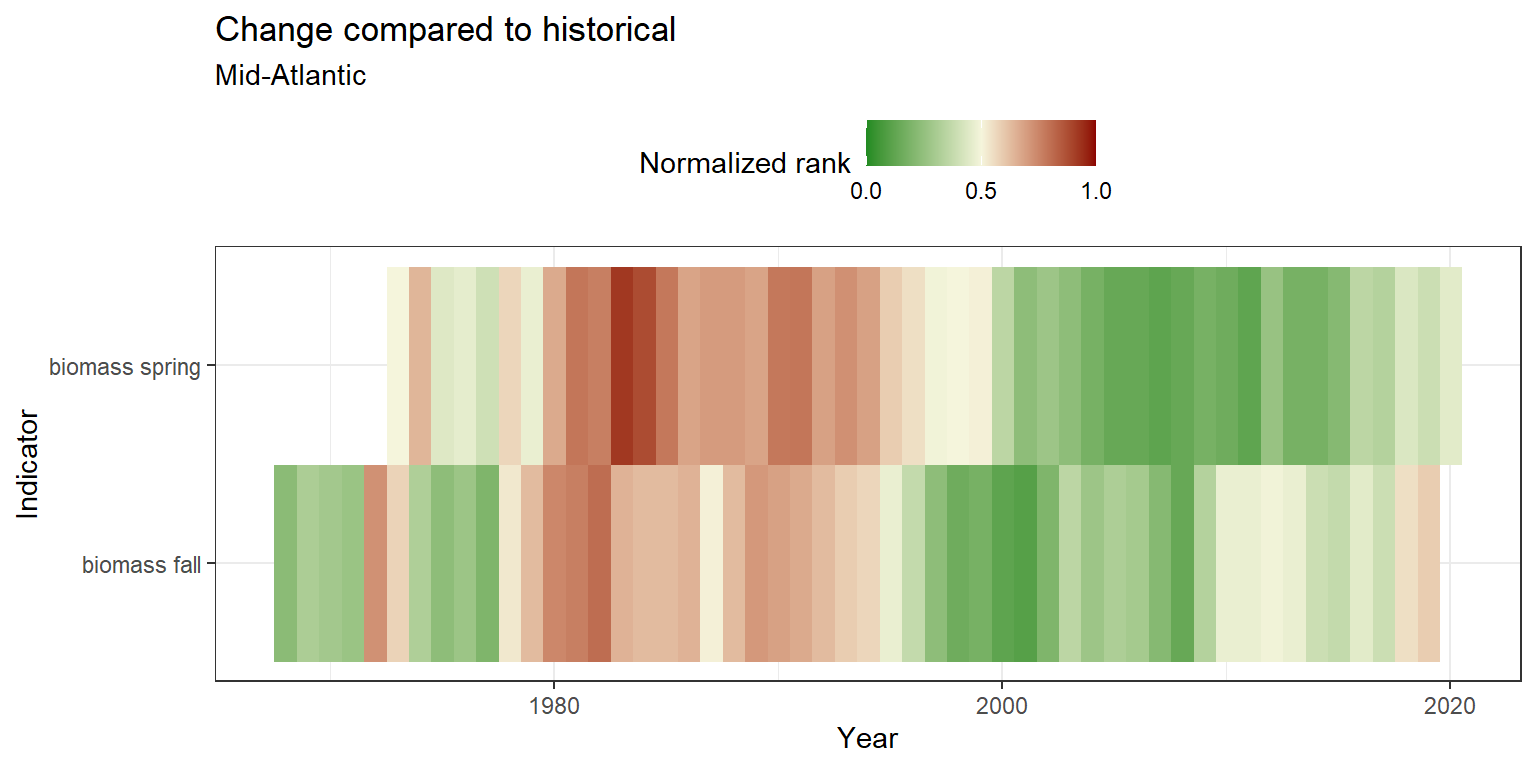 Change compared to historical
Mid-Atlantic
Normalized rank
0.0 0.5 1.0
biomass spring
biomass fall
Indicator
1980 2000 2020
Year